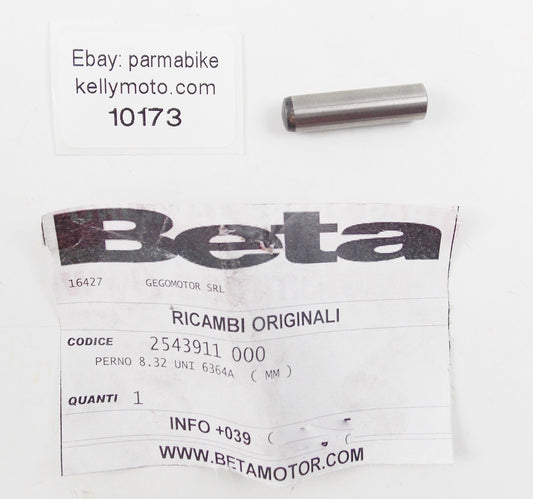 Ebay: parmabike
kellymoto.com
10173
Beta
16427 GEGOMOTOR SRL
RICAMBI ORIGINALI
CODICE 2543911 000
PERNO 8.32 UNI 6364A ( MM )
QUANTI 1
INFO +039 (
WWW.BETAMOTOR.COM